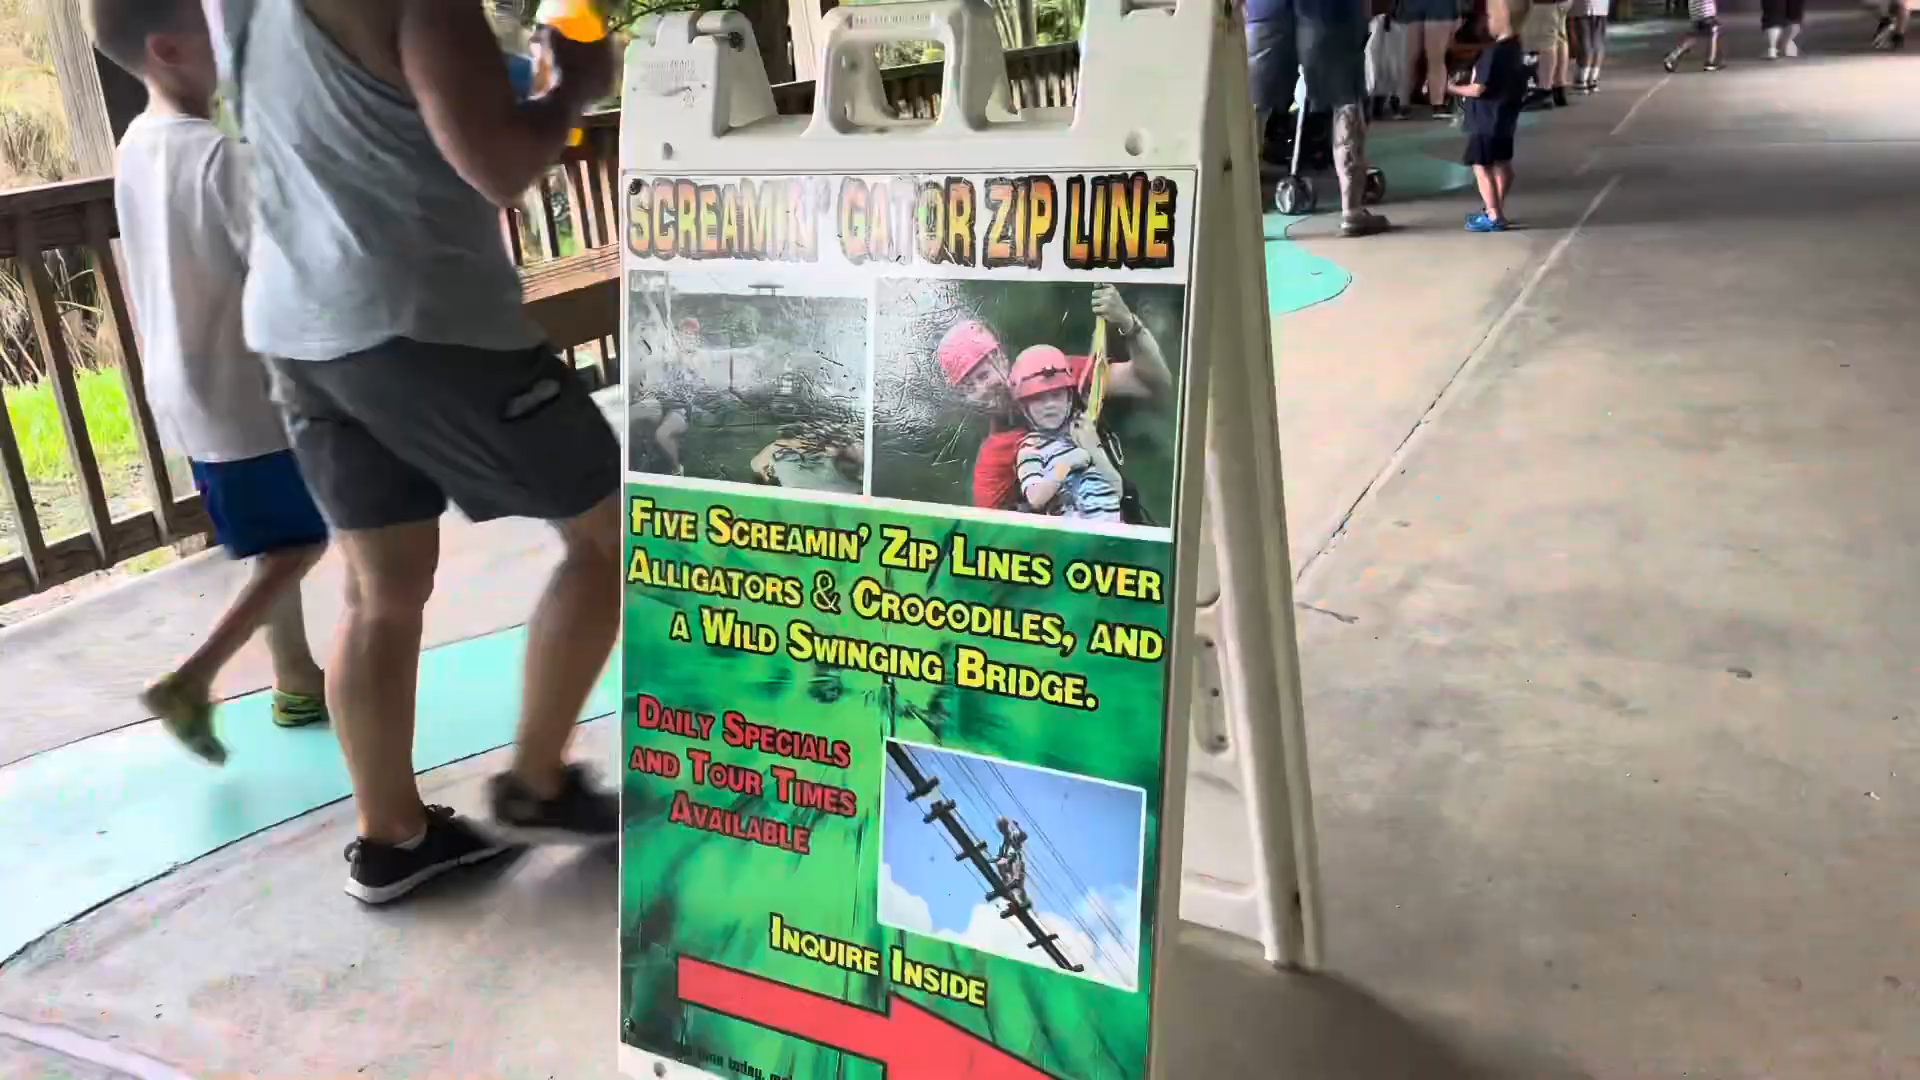 SCREAMIN' GATOR ZIP LINE
FIVE SCREAMIN' ZIP LINES OVER
ALLIGATORS & CROCODILES, AND
A WILD SWINGING BRIDGE.
DAILY SPECIALS
AND TOUR TIMES
AVAILABLE
INQUIRE INSIDE
today,